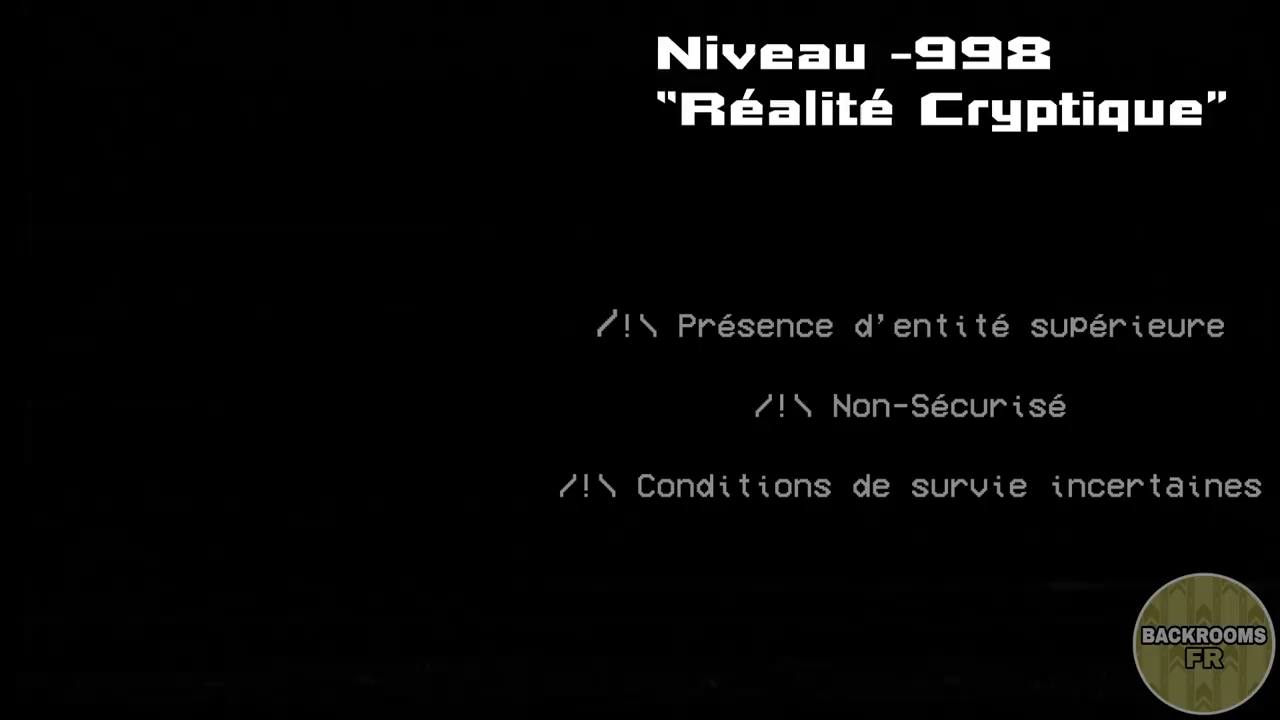 Niveau -998
“Réalité Cryptique”
/!\ Présence d'entité supérieure
/!\ Non-Sécurisé
/!\ Conditions de survie incertaines
BACKROOMS
FR